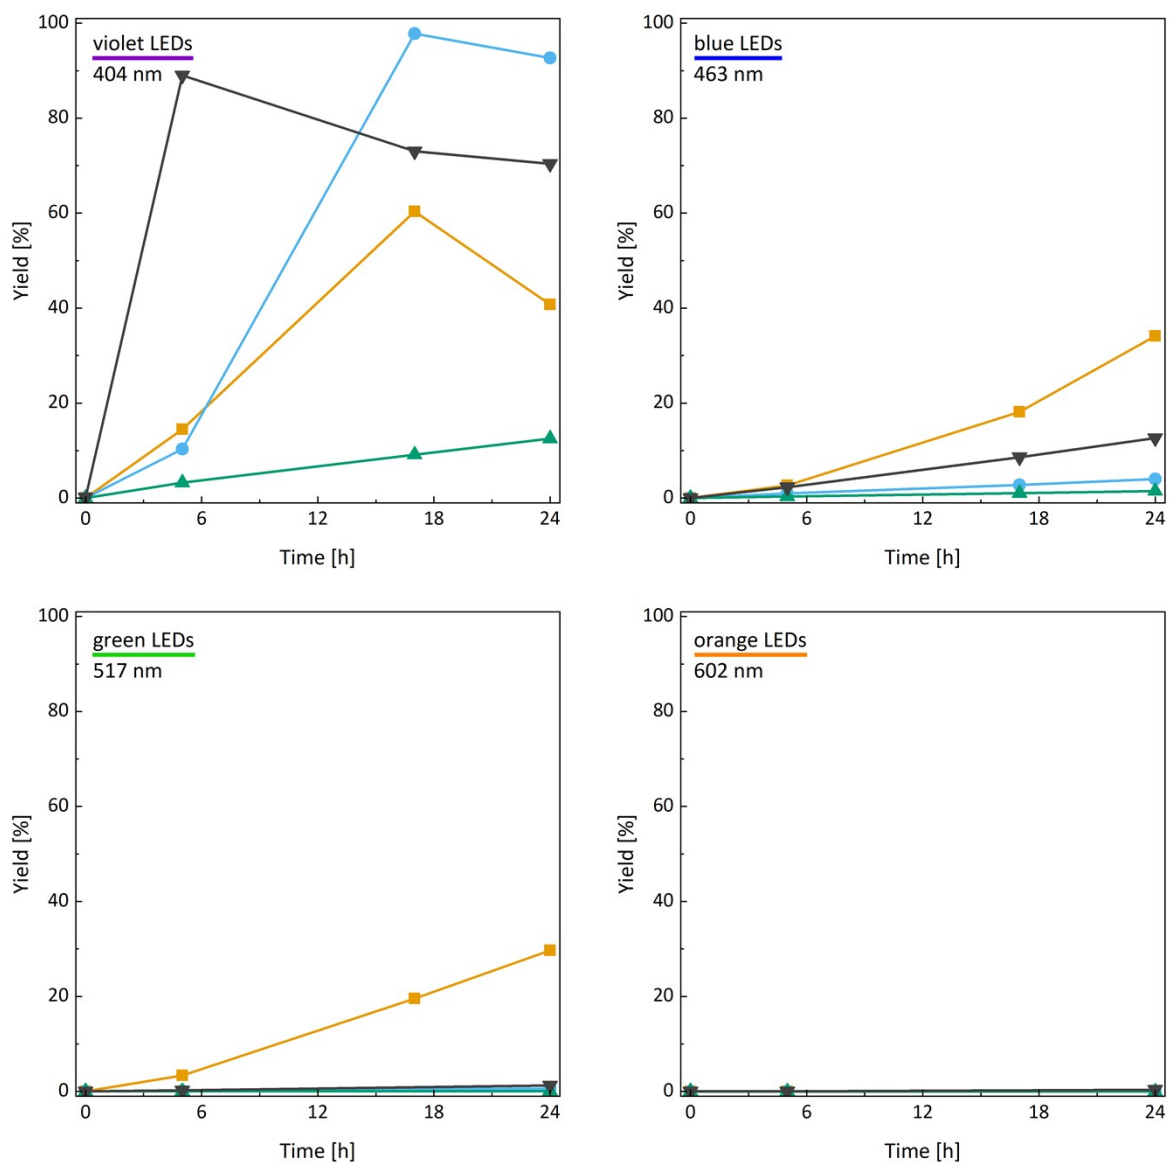 violet LEDs
404 nm
100
80
60
40
20
0
Yield [%]
0 6 12 18 24
Time [h]
blue LEDs
463 nm
100
80
60
40
20
0
Yield [%]
0 6 12 18 24
Time [h]
green LEDs
517 nm
100
80
60
40
20
0
Yield [%]
0 6 12 18 24
Time [h]
orange LEDs
602 nm
100
80
60
40
20
0
Yield [%]
0 6 12 18 24
Time [h]